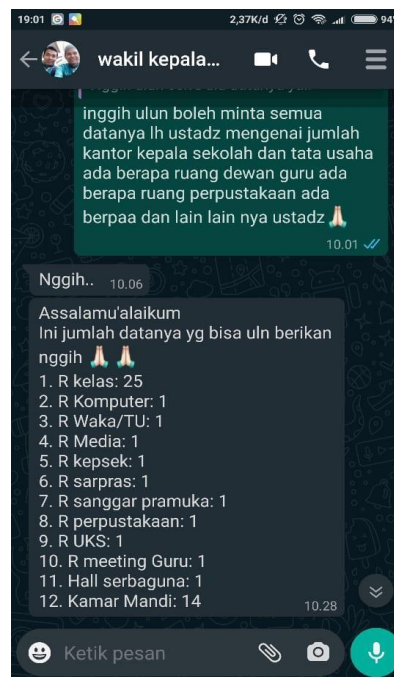 19:01 2,37K/d 94
wakil kepala...
inggih ulun boleh minta semua
datanya lh ustadz mengenai jumlah
kantor kepala sekolah dan tata usaha
ada berapa ruang dewan guru ada
berapa ruang perpustakaan ada
berpaa dan lain lain nya ustadz
10.01
Nggih.. 10.06
Assalamu'alaikum
Ini jumlah datanya yg bisa uln berikan
nggih
1. R kelas: 25
2. R Komputer: 1
3. R Waka/TU: 1
4. R Media: 1
5. R kepsek: 1
6. R sarpras: 1
7. R sanggar pramuka: 1
8. R perpustakaan: 1
9. R UKS: 1
10. R meeting Guru: 1
11. Hall serbaguna: 1
12. Kamar Mandi: 14
10.28
Ketik pesan